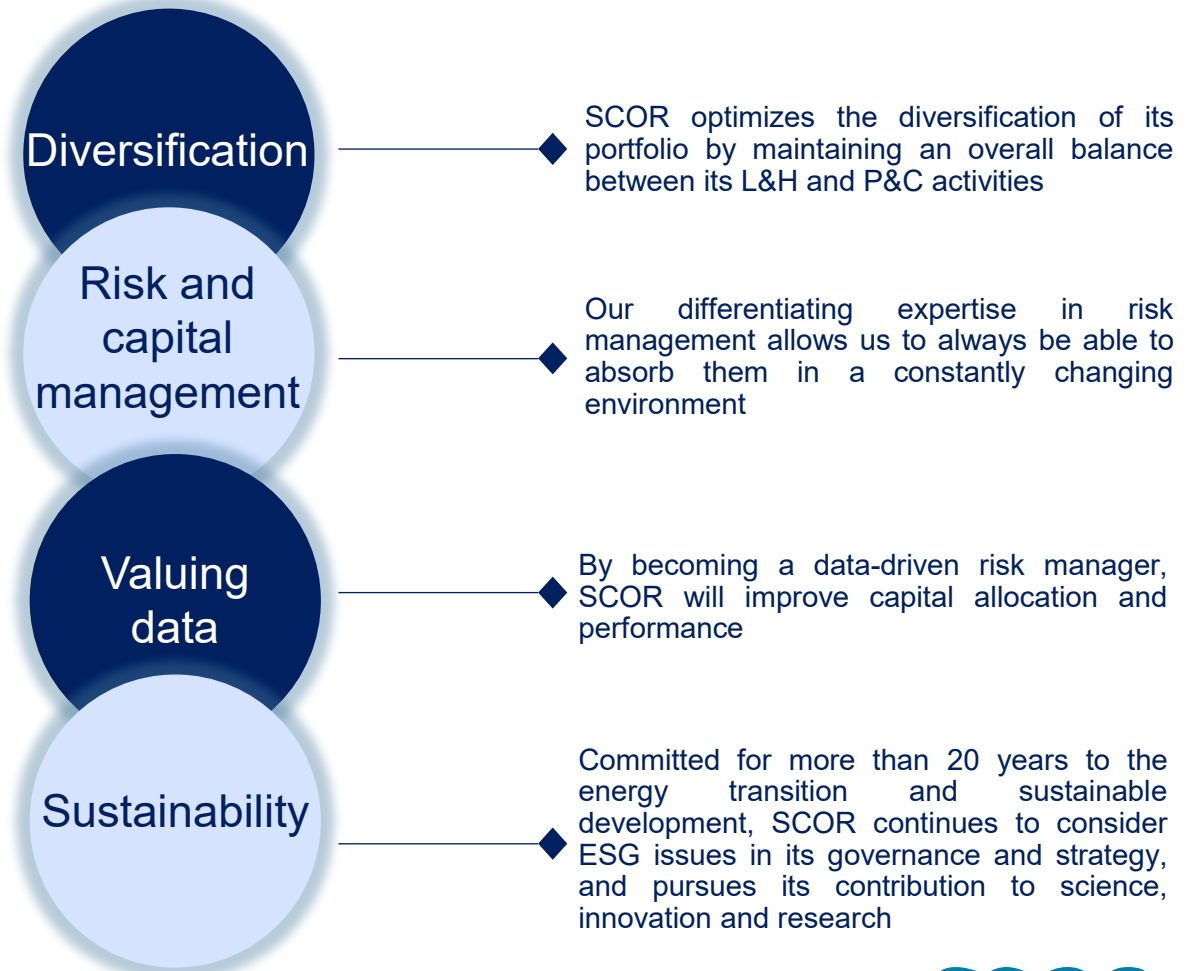 Diversification
SCOR optimizes the diversification of its
portfolio by maintaining an overall balance
between its L&H and P&C activities
Risk and
capital
management
Our differentiating expertise in risk
management allows us to always be able to
absorb them in a constantly changing
environment
Valuing
data
By becoming a data-driven risk manager,
SCOR will improve capital allocation and
performance
Sustainability
Committed for more than 20 years to the
energy transition and sustainable
development, SCOR continues to consider
ESG issues in its governance and strategy,
and pursues its contribution to science,
innovation and research